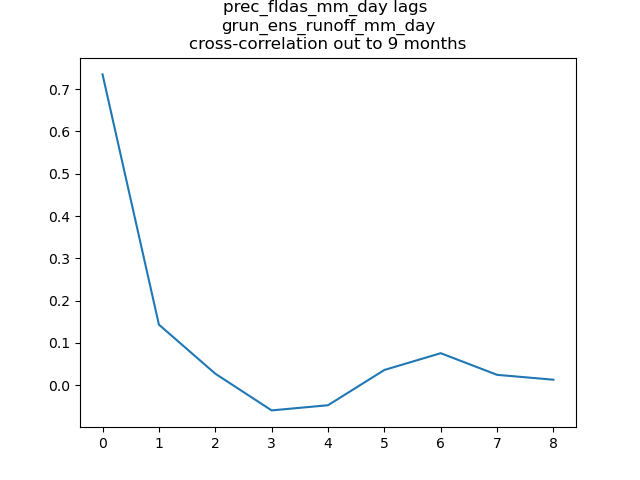 prec_fldas_mm_day lags
grun_ens_runoff_mm_day
cross-correlation out to 9 months
0.7
0.6
0.5
0.4
0.3
0.2
0.1
0.0
0 1 2 3 4 5 6 7 8